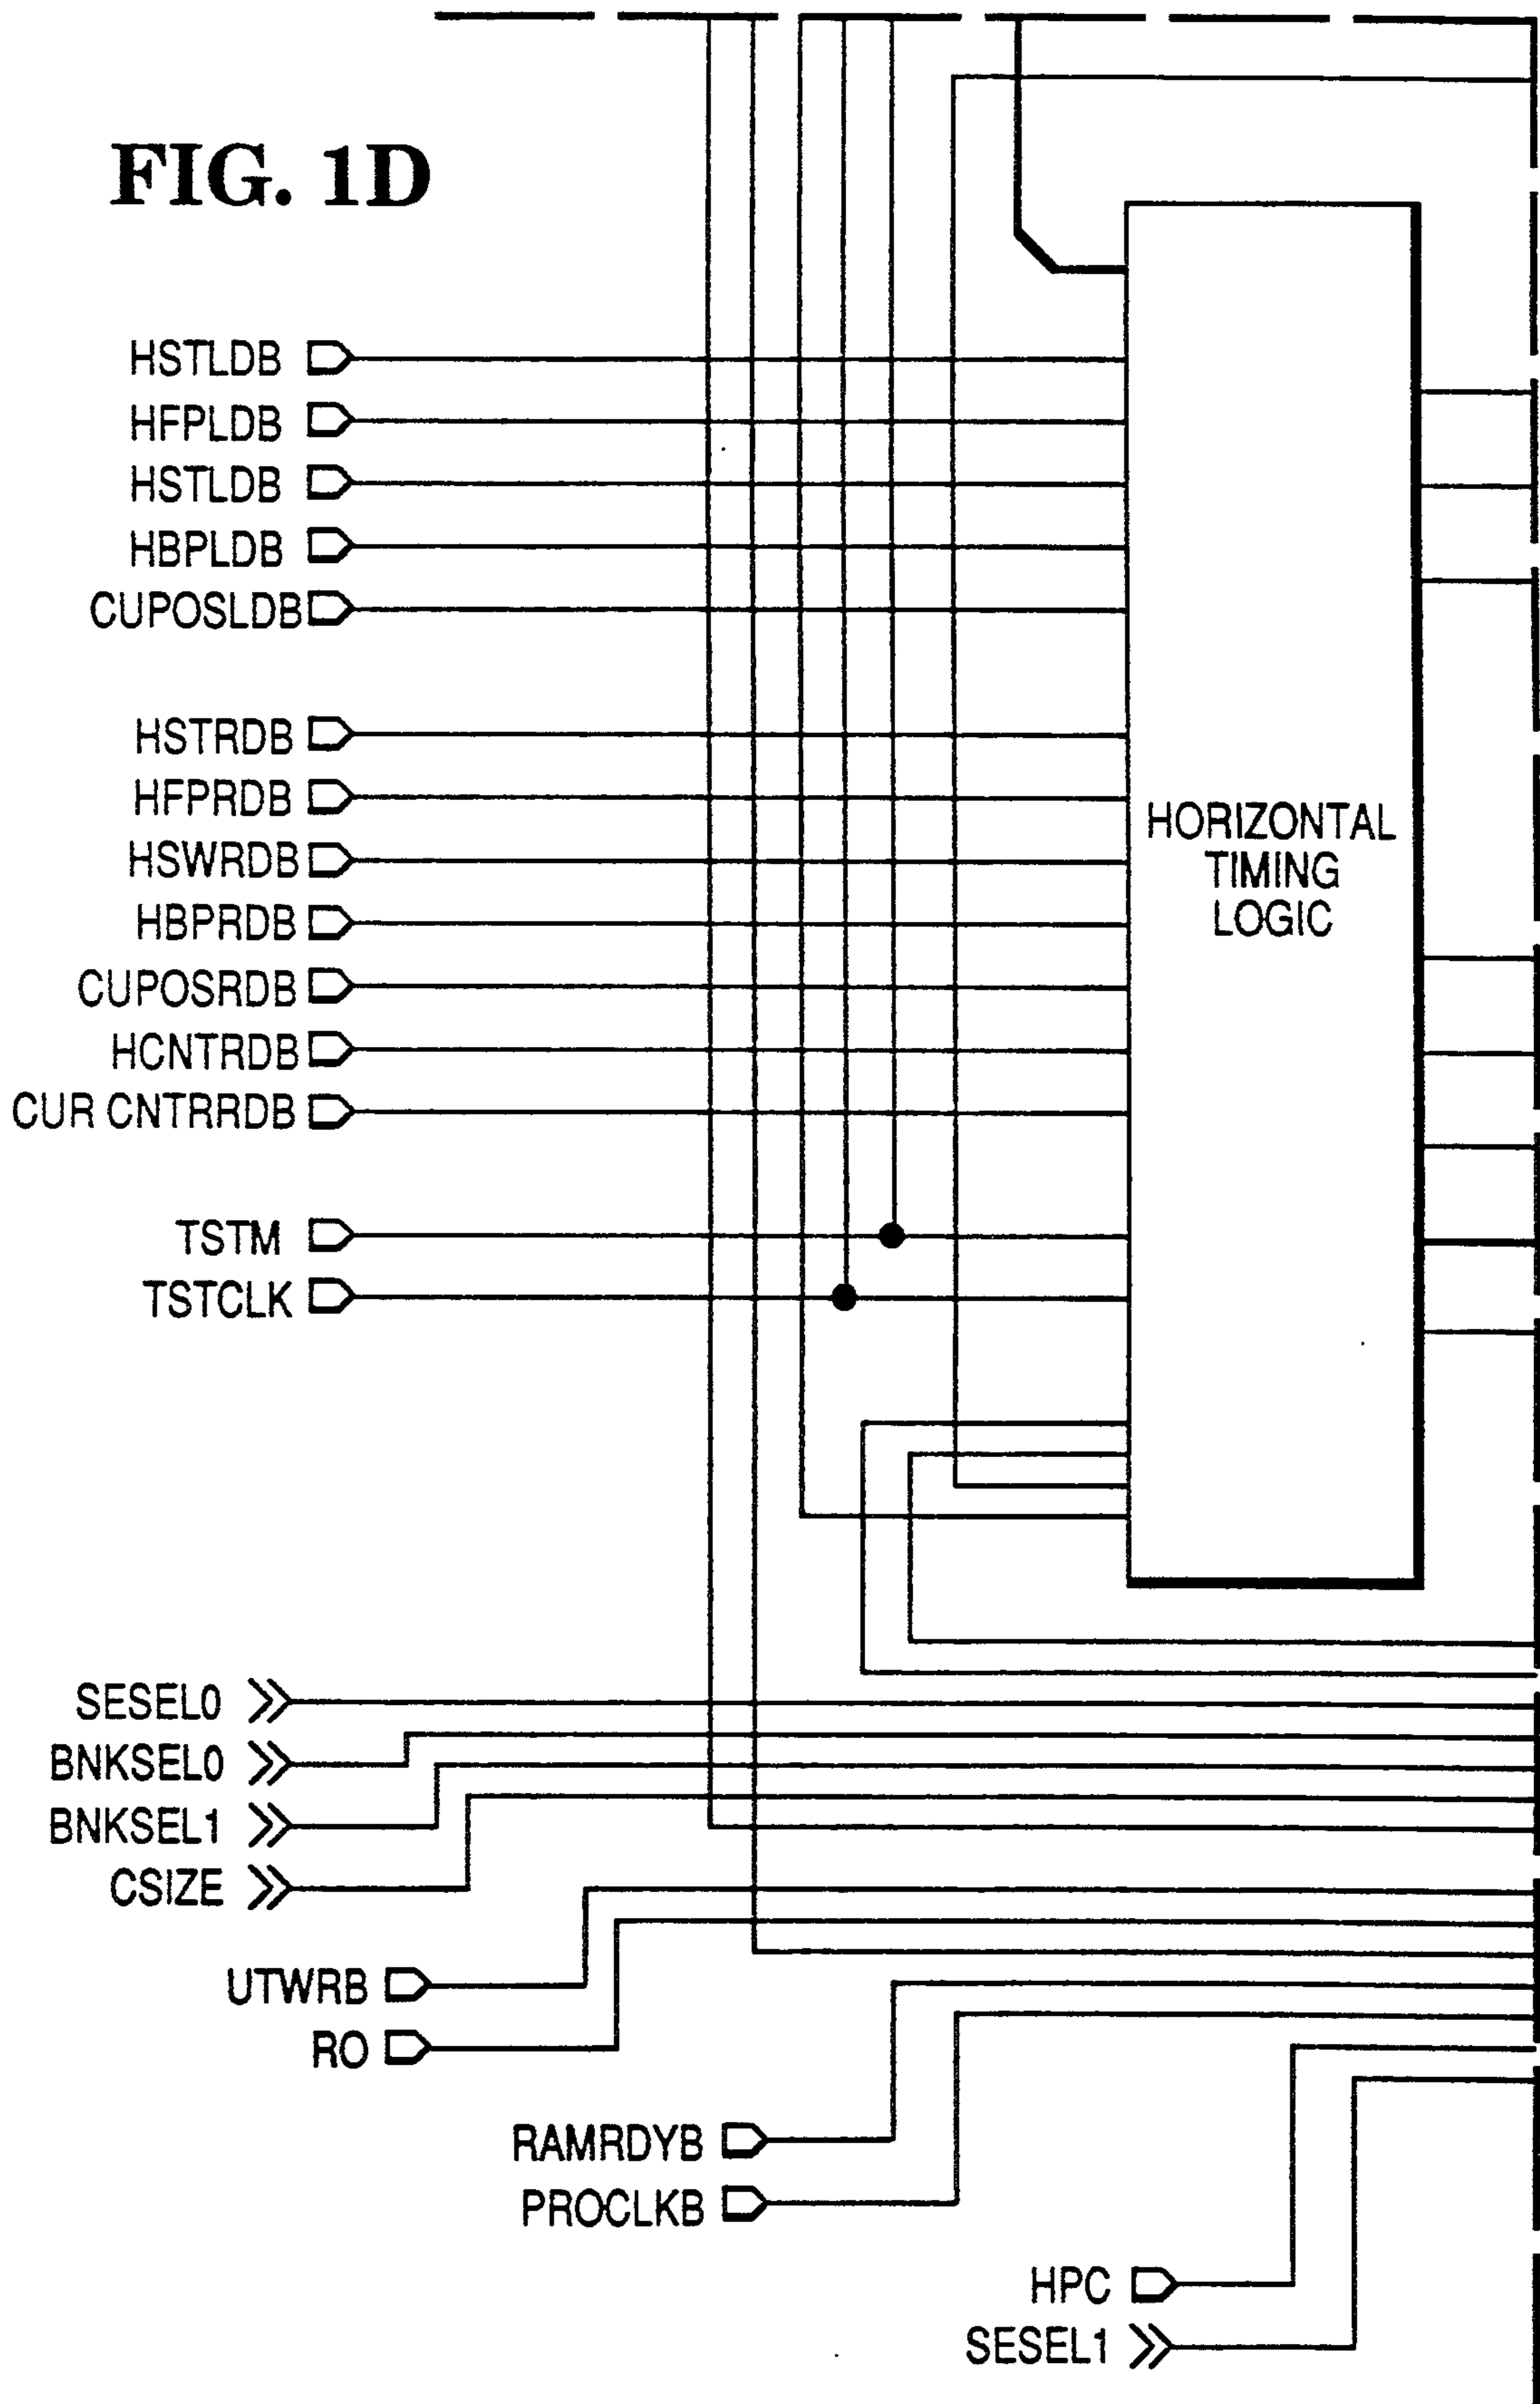 FIG. 1D
HSTLDB
HFPLDB
HSTLDB
HBPLDB
CUPOSLDB
HSTRDB
HFPRDB
HSWRDB
HBPRDB
CUPOSRDB
HCNTRDB
CUR CNTRRDB
TSTM
TSTCLK
HORIZONTAL
TIMING
LOGIC
SESEL0
BNKSEL0
BNKSEL1
CSIZE
UTWRB
RO
RAMRDYB
PROCLKB
HPC
SESEL1